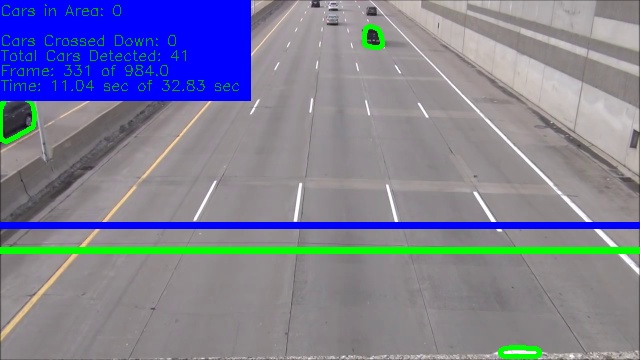 Cars in Area: 0
Cars Crossed Down: 0
Total Cars Detected: 41
Frame: 331 of 984.0
Time: 11.04 sec of 32.83 sec